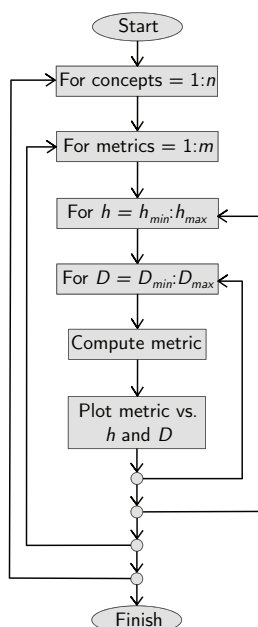 Start
For concepts = 1:n
For metrics = 1:m
For h = hmin:hmax
For D = Dmin:Dmax
Compute metric
Plot metric vs.
h and D
Finish